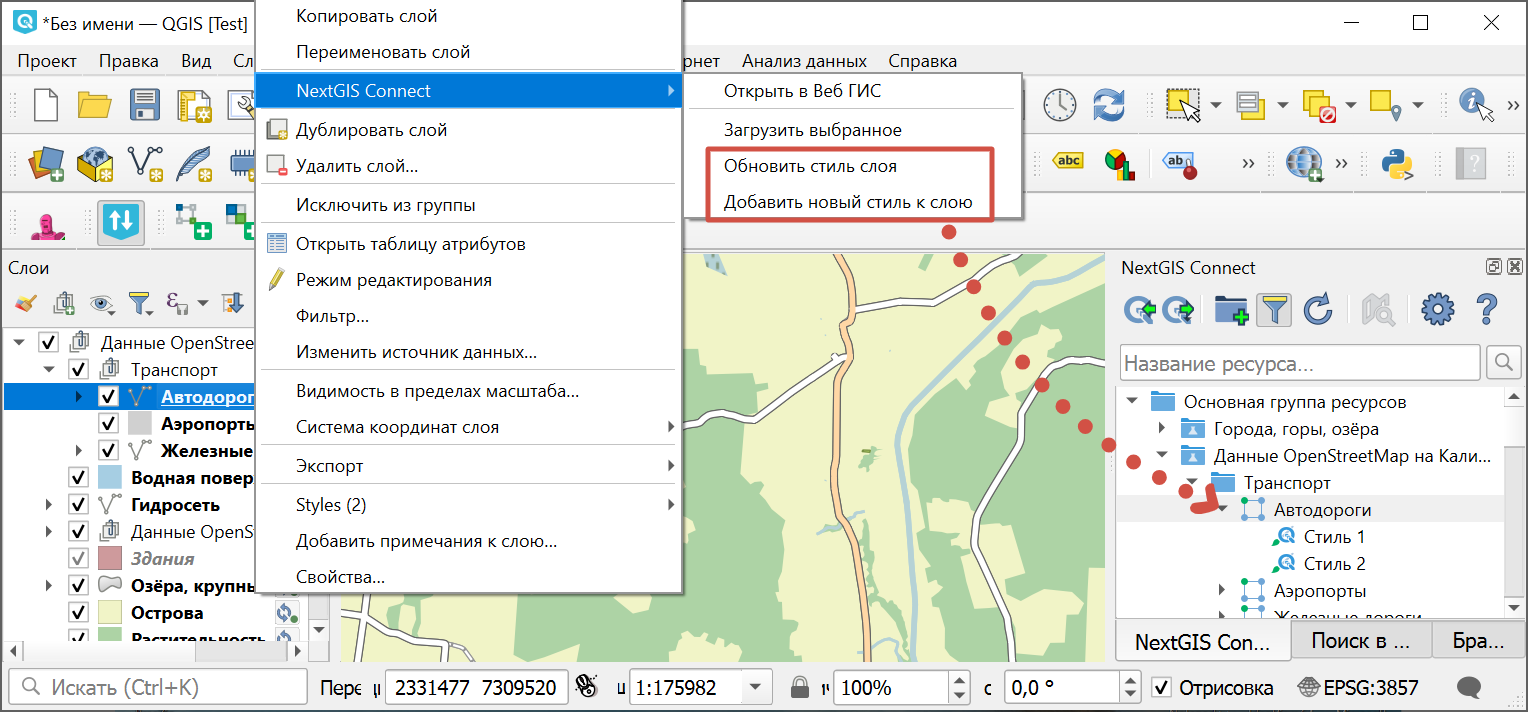 *Без имени — QGIS [Test]
Проект Правка Вид Сл
рнет Анализ данных Справка
Копировать слой
Переименовать слой
NextGIS Connect
Дублировать слой
Удалить слой...
Исключить из группы
Открыть таблицу атрибутов
Режим редактирования
Фильтр...
Изменить источник данных...
Видимость в пределах масштаба...
Система координат слоя
Экспорт
Styles (2)
Добавить примечания к слою...
Свойства...
Открыть в Веб ГИС
Загрузить выбранное
Обновить стиль слоя
Добавить новый стиль к слою
abc
ab
Слои
Данные OpenStree
Транспорт
Автодорог
Аэропорты
Железные
Водная повер
Гидросеть
Данные OpenS
Здания
Озёра, крупны
Острова
Растительность
NextGIS Connect
Название ресурса...
Основная группа ресурсов
Города, горы, озёра
Данные OpenStreetMap на Кали...
Транспорт
Автодороги
Стиль 1
Стиль 2
Аэропорты
Железные дороги
NextGIS Con... Поиск в ... Бра...
Искать (Ctrl+K) Пере 2331477 7309520 1:175982 100% с 0,0 ° Отрисовка EPSG:3857